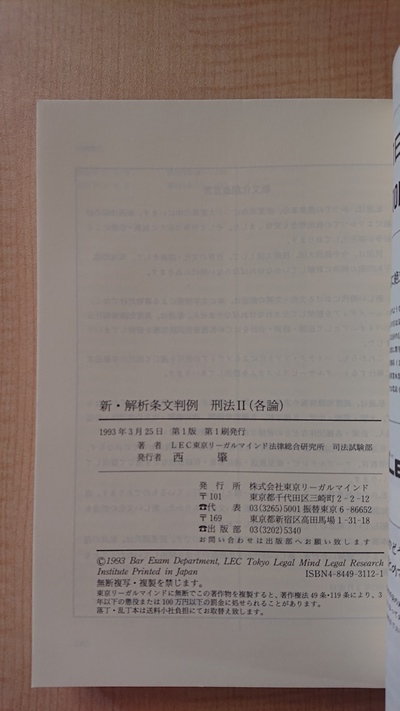 新・解析条文判例 刑法II(各論)
1993年3月25日 第1版 第1刷発行
著者 LEC東京リーガルマインド法律総合研究所 司法試験部
発行者 西 肇
発行所 株式会社東京リーガルマインド
〒101 東京都千代田区三崎町2-2-12
☎代表 03(3265)5001 振替東京6-86652
〒169 東京都新宿区高田馬場1-31-18
☎出版部 03(3202)5340
お問い合わせは出版部へお願い致します
©1993 Bar Exam Department, LEC Tokyo Legal Mind Legal Research
Institute Printed in Japan ISBN4-8449-3112-1
無断複写・複製を禁じます。
東京リーガルマインドに無断でこの著作物を複製すると、著作権法49条・119条により、3
年以下の懲役または100万円以下の罰金に処せられることがあります。
落丁・乱丁本は送料小社負担にてお取替え致します。